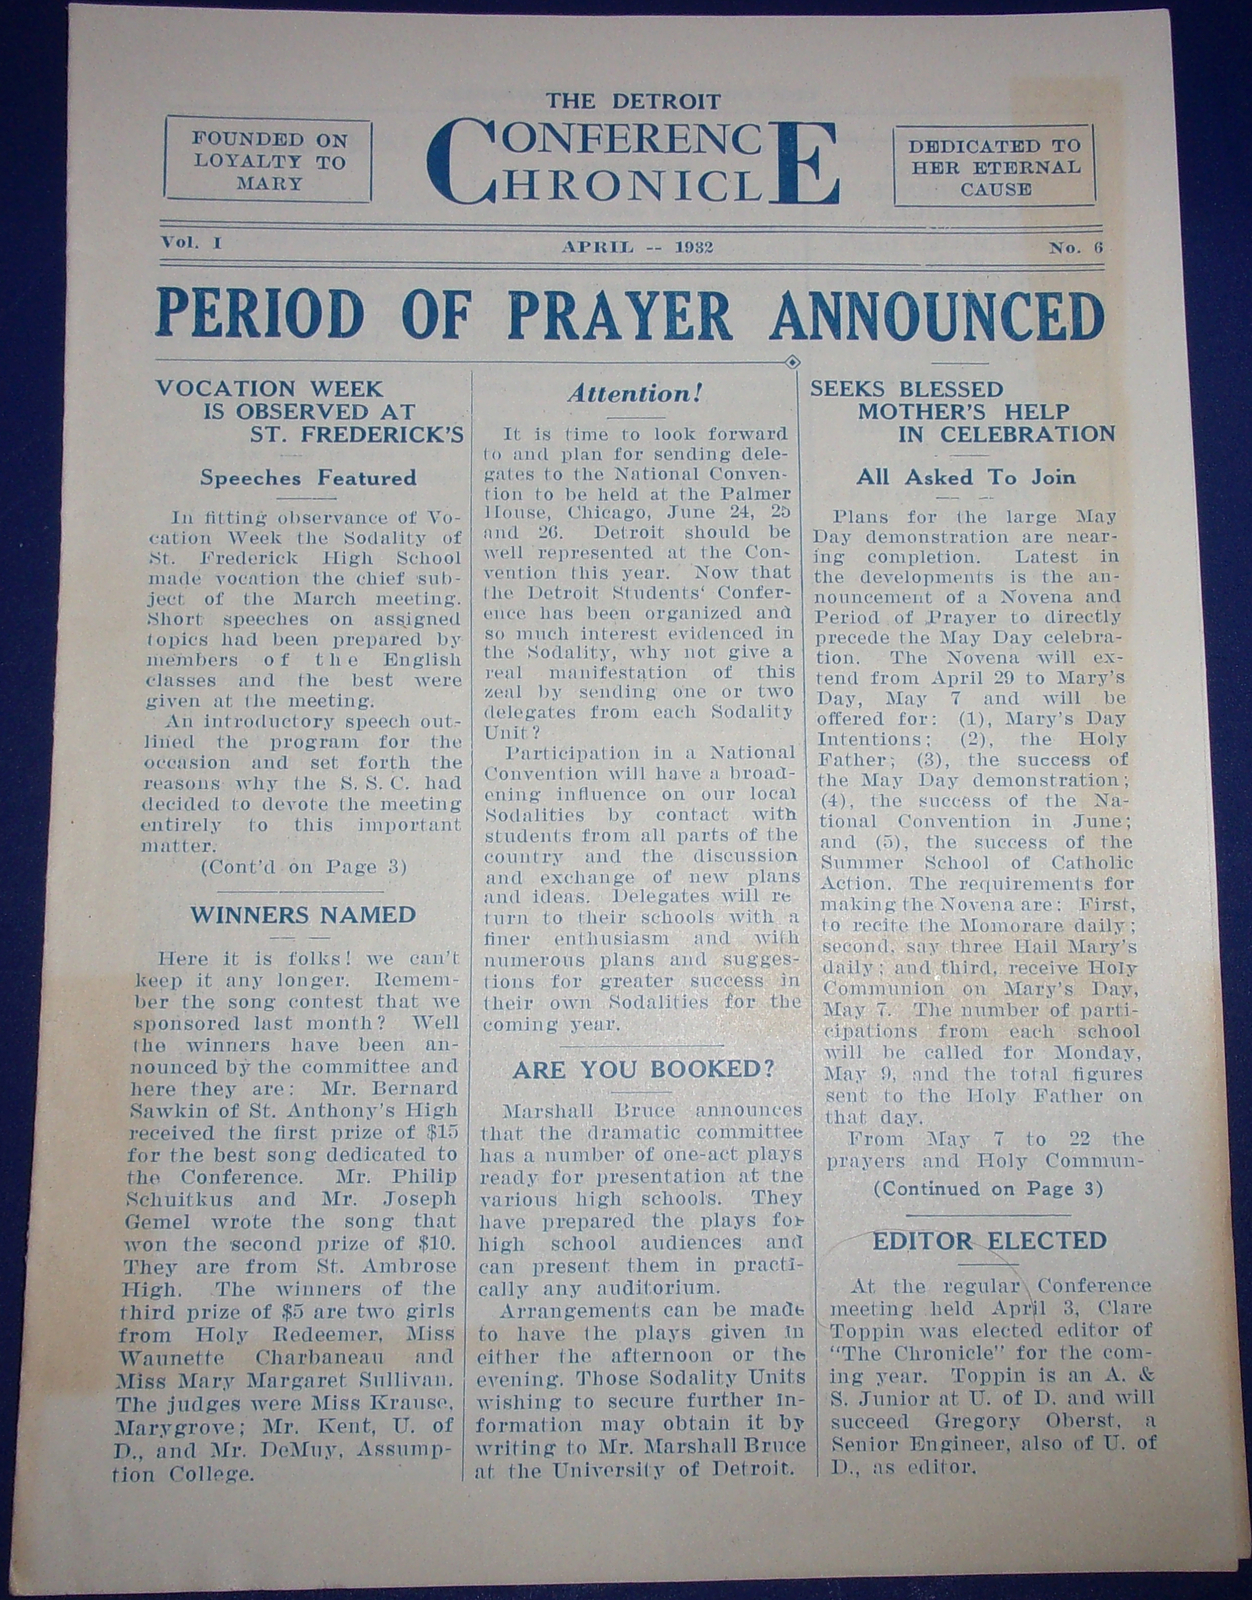 THE DETROIT
CONFERENCE
CHRONICLE
FOUNDED ON
LOYALTY TO
MARY
DEDICATED TO
HER ETERNAL
CAUSE
Vol. I
APRIL -- 1932
No. 6
PERIOD OF PRAYER ANNOUNCED
VOCATION WEEK
IS OBSERVED AT
ST. FREDERICK'S
Speeches Featured
In fitting observance of Vo-
cation Week the Sodality of
St. Frederick High School
made vocation the chief sub-
ject of the March meeting.
Short speeches on assigned
topics had been prepared by
members of the English
classes and the best were
given at the meeting.
An introductory speech out-
lined the program for the
occasion and set forth the
reasons why the S. S. C. had
decided to devote the meeting
entirely to this important
matter.
(Cont'd on Page 3)
WINNERS NAMED
Here it is folks! we can't
keep it any longer. Remem-
ber the song contest that we
sponsored last month? Well
the winners have been an-
nounced by the committee and
here they are: Mr. Bernard
Sawkin of St. Anthony's High
received the first prize of $15
for the best song dedicated to
the Conference. Mr. Philip
Schuitkus and Mr. Joseph
Gemel wrote the song that
won the second prize of $10.
They are from St. Ambrose
High. The winners of the
third prize of $5 are two girls
from Holy Redeemer, Miss
Waunette Charbaneau and
Miss Mary Margaret Sullivan.
The judges were Miss Krause,
Marygrove; Mr. Kent, U. of
D., and Mr. DeMuy, Assump-
tion College.
Attention!
It is time to look forward
to and plan for sending dele-
gates to the National Conven-
tion to be held at the Palmer
House, Chicago, June 24, 25
and 26. Detroit should be
well represented at the Con-
vention this year. Now that
the Detroit Students' Confer-
ence has been organized and
so much interest evidenced in
the Sodality, why not give a
real manifestation of this
zeal by sending one or two
delegates from each Sodality
Unit?
Participation in a National
Convention will have a broad-
ening influence on our local
Sodalities by contact with
students from all parts of the
country and the discussion
and exchange of new plans
and ideas. Delegates will re
turn to their schools with a
finer enthusiasm and with
numerous plans and sugges-
tions for greater success in
their own Sodalities for the
coming year.
ARE YOU BOOKED?
Marshall Bruce announces
that the dramatic committee
has a number of one-act plays
ready for presentation at the
various high schools. They
have prepared the plays for
high school audiences and
can present them in practi-
cally any auditorium.
Arrangements can be made
to have the plays given in
either the afternoon or the
evening. Those Sodality Units
wishing to secure further in-
formation may obtain it by
writing to Mr. Marshall Bruce
at the University of Detroit.
SEEKS BLESSED
MOTHER'S HELP
IN CELEBRATION
All Asked To Join
Plans for the large May
Day demonstration are near-
ing completion. Latest in
the developments is the an-
nouncement of a Novena and
Period of Prayer to directly
precede the May Day celebra-
tion. The Novena will ex-
tend from April 29 to Mary's
Day, May 7 and will be
offered for: (1), Mary's Day
Intentions; (2), the Holy
Father; (3), the success of
the May Day demonstration;
(4), the success of the Na-
tional Convention in June;
and (5), the success of the
Summer School of Catholic
Action. The requirements for
making the Novena are: First,
to recite the Momorare daily;
second, say three Hail Mary's
daily; and third, receive Holy
Communion on Mary's Day,
May 7. The number of parti-
cipations from each school
will be called for Monday,
May 9, and the total figures
sent to the Holy Father on
that day.
From May 7 to 22 the
prayers and Holy Commun-
(Continued on Page 3)
EDITOR ELECTED
At the regular Conference
meeting held April 3, Clare
Toppin was elected editor of
"The Chronicle" for the com-
ing year. Toppin is an A. &
S. Junior at U. of D. and will
succeed Gregory Oberst, a
Senior Engineer, also of U. of
D., as editor.